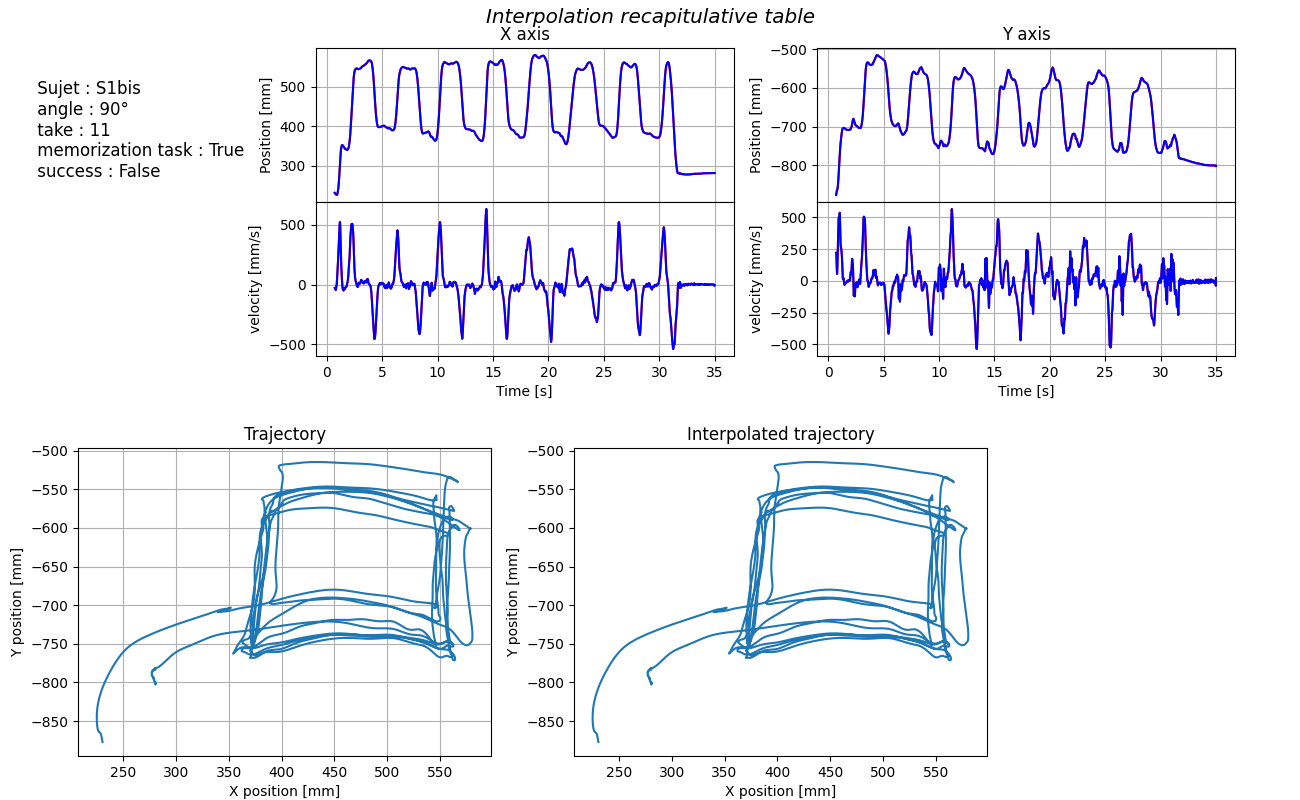 Interpolation recapitulative table
Sujet : S1bis
angle : 90°
take : 11
memorization task : True
success : False
X axis
Position [mm]
500
400
300
velocity [mm/s]
500
0
−500
0 5 10 15 20 25 30 35
Time [s]
Y axis
Position [mm]
−500
−600
−700
−800
velocity [mm/s]
500
250
0
−250
−500
0 5 10 15 20 25 30 35
Time [s]
Trajectory
Y position [mm]
−500
−550
−600
−650
−700
−750
−800
−850
250 300 350 400 450 500 550
X position [mm]
Interpolated trajectory
Y position [mm]
−500
−550
−600
−650
−700
−750
−800
−850
250 300 350 400 450 500 550
X position [mm]